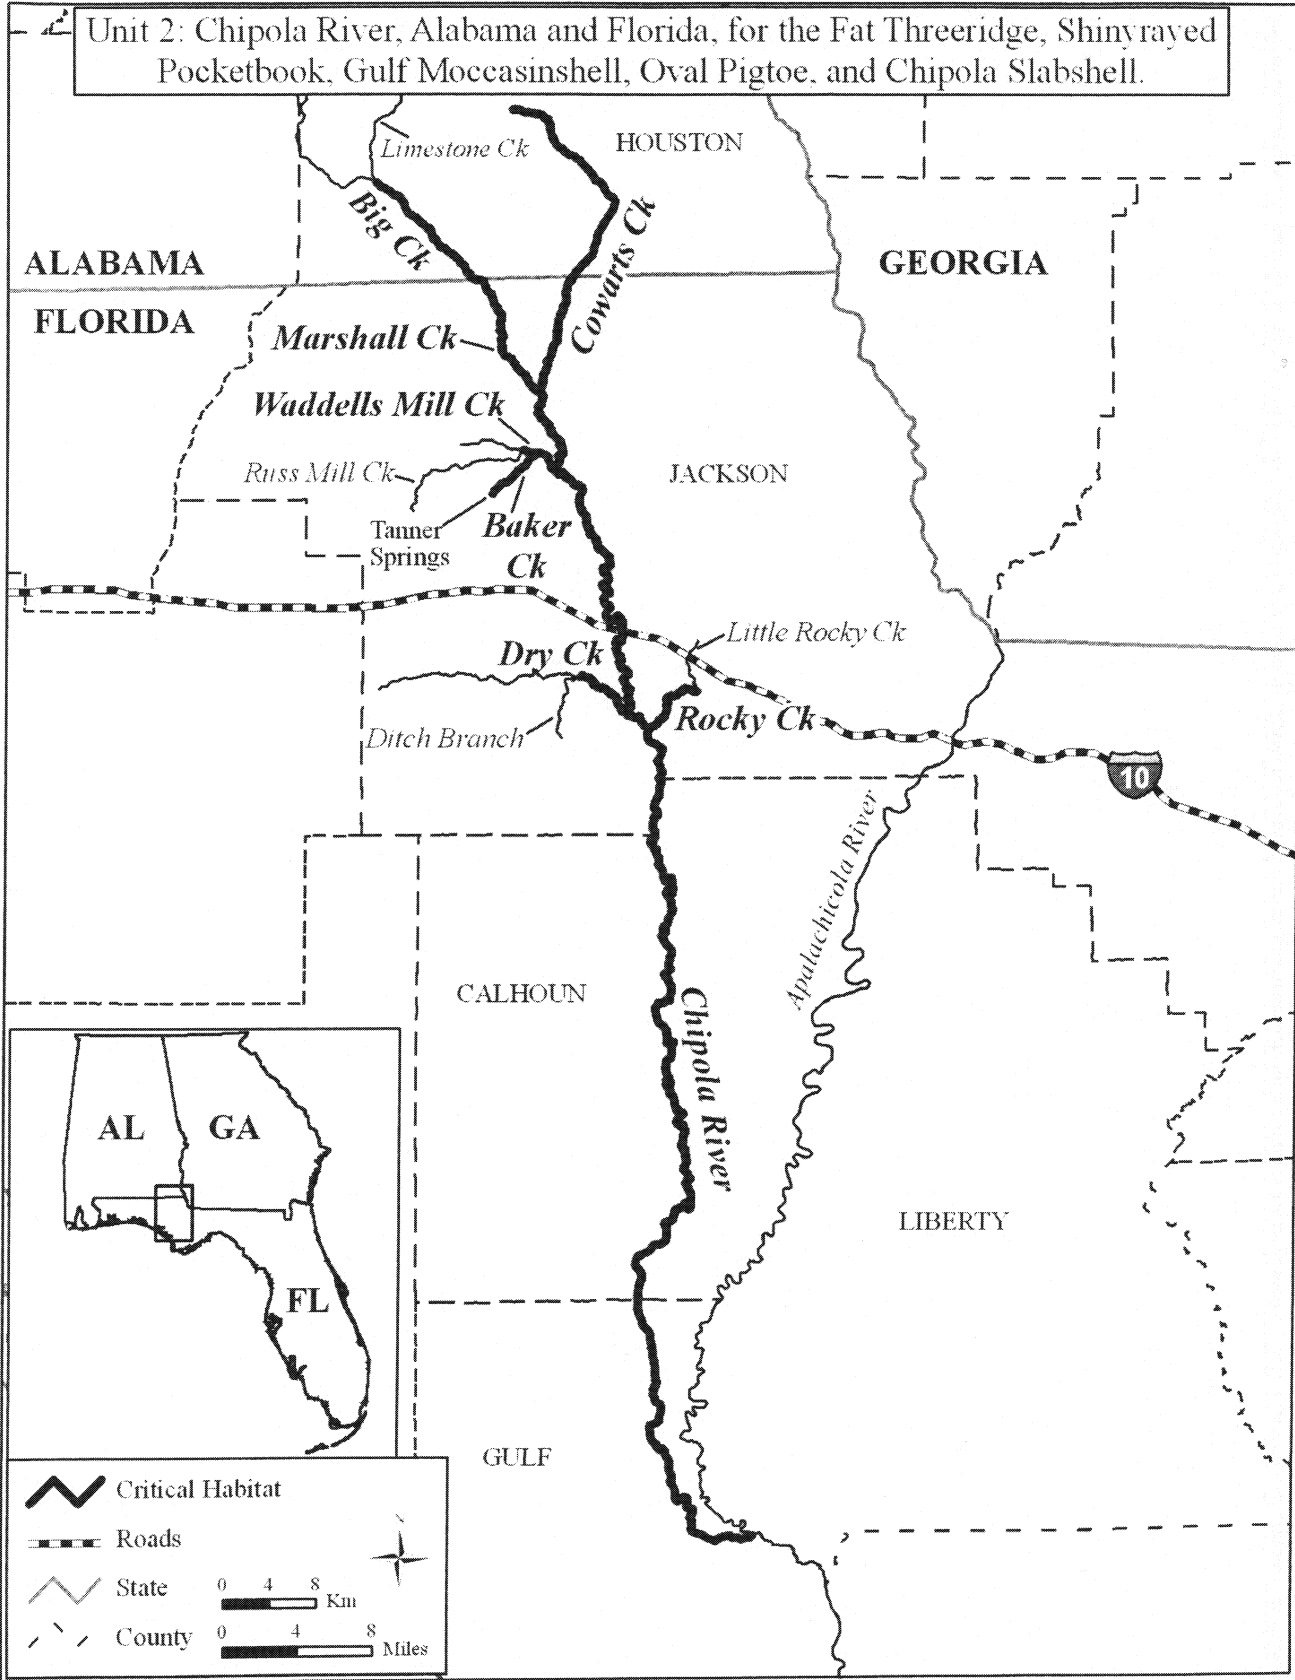 Unit 2: Chipola River, Alabama and Florida, for the Fat Threeridge, Shinyrayed
Pocketbook, Gulf Moccasinshell, Oval Pigtoe, and Chipola Slabshell.
Limestone Ck
HOUSTON
Big Ck
Cowarts Ck
ALABAMA
GEORGIA
FLORIDA
Marshall Ck
Waddells Mill Ck
Russ Mill Ck
JACKSON
Tanner
Springs
Baker
Ck
Little Rocky Ck
Dry Ck
Rocky Ck
Ditch Branch
10
Apalachicola River
CALHOUN
Chipola River
AL
GA
LIBERTY
FL
GULF
Critical Habitat
Roads
State
0 4 8
Km
County
0 4 8
Miles